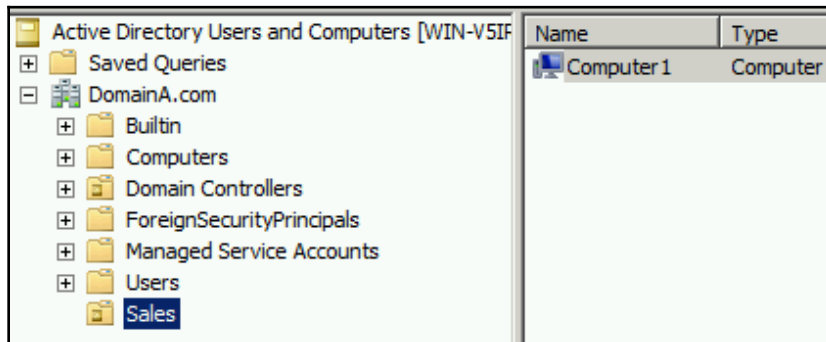 Active Directory Users and Computers [WIN-V5IF
Saved Queries
DomainA.com
Builtin
Computers
Domain Controllers
ForeignSecurityPrincipals
Managed Service Accounts
Users
Sales
Name Type
Computer1 Computer